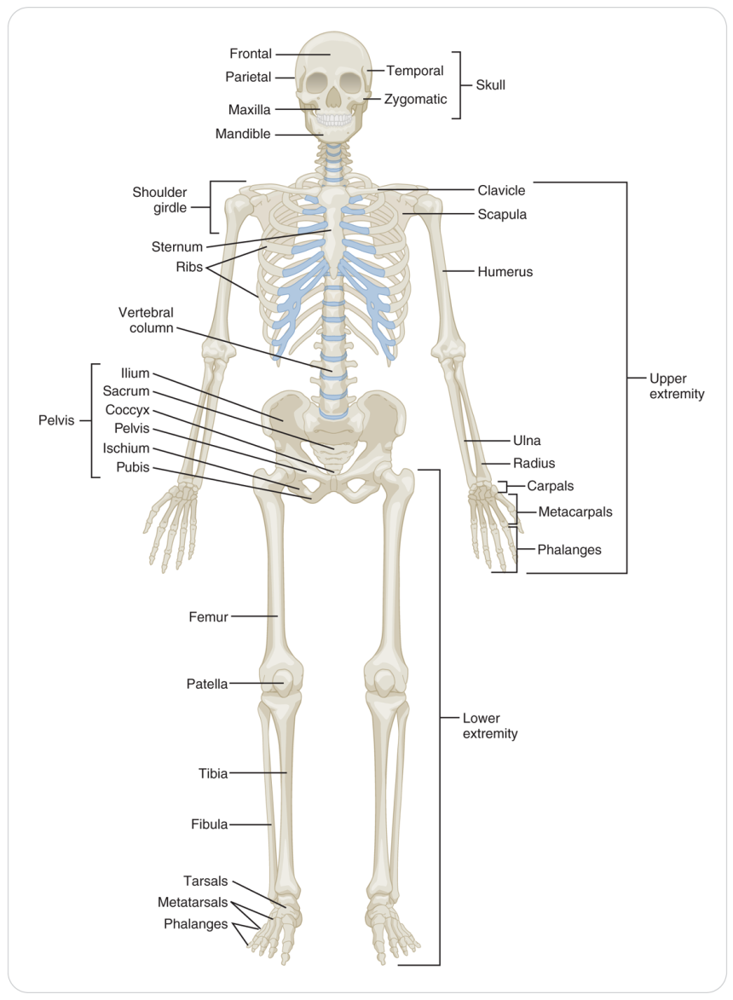 Frontal
Temporal
Parietal
Skull
Zygomatic
Maxilla
Mandible
Shoulder
girdle
Clavicle
Scapula
Sternum
Ribs
Humerus
Vertebral
column
Ilium
Sacrum
Coccyx
Pelvis
Pelvis
Ischium
Pubis
Upper
extremity
Ulna
Radius
Carpals
Metacarpals
Phalanges
Femur
Patella
Lower
extremity
Tibia
Fibula
Tarsals
Metatarsals
Phalanges